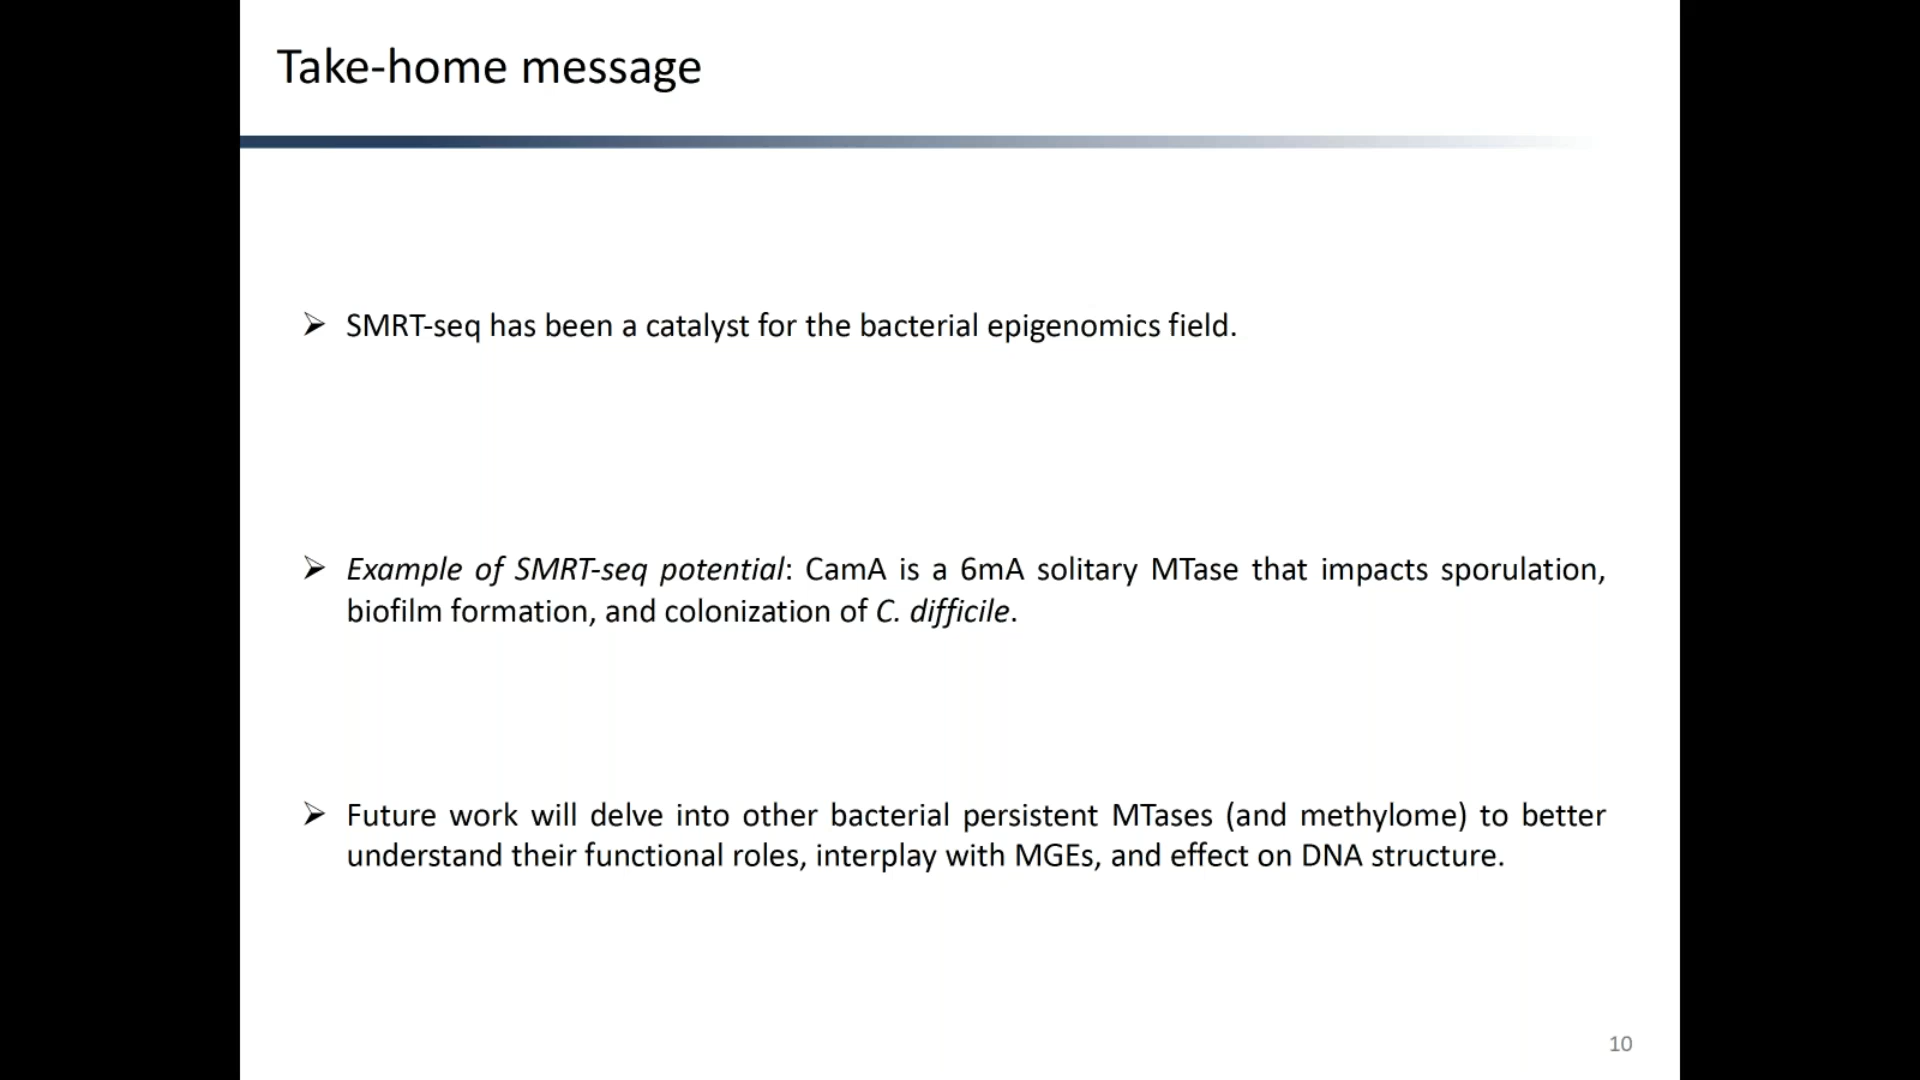 Take-home message
➢ SMRT-seq has been a catalyst for the bacterial epigenomics field.
➢ Example of SMRT-seq potential: CamA is a 6mA solitary MTase that impacts sporulation,
biofilm formation, and colonization of C. difficile.
➢ Future work will delve into other bacterial persistent MTases (and methylome) to better
understand their functional roles, interplay with MGEs, and effect on DNA structure.
10